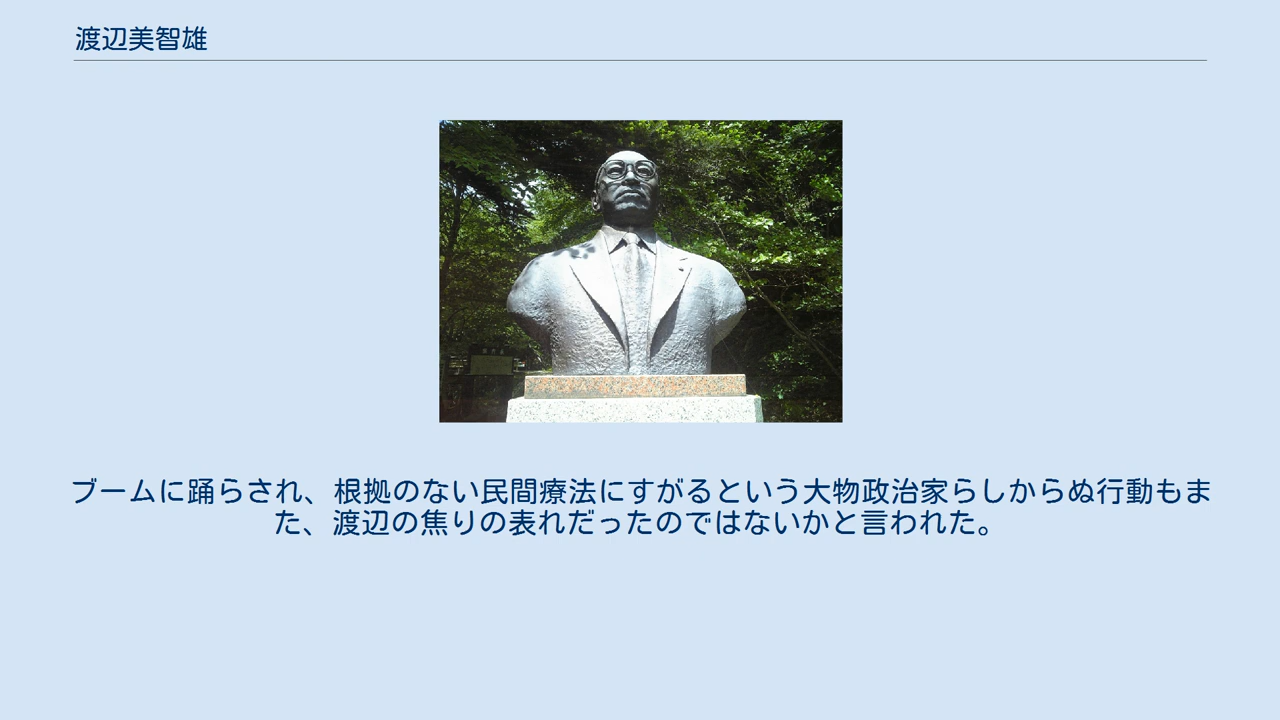 渡辺美智雄
ブームに踊らされ、根拠のない民間療法にすがるという大物政治家らしからぬ行動もま
た、渡辺の焦りの表れだったのではないかと言われた。